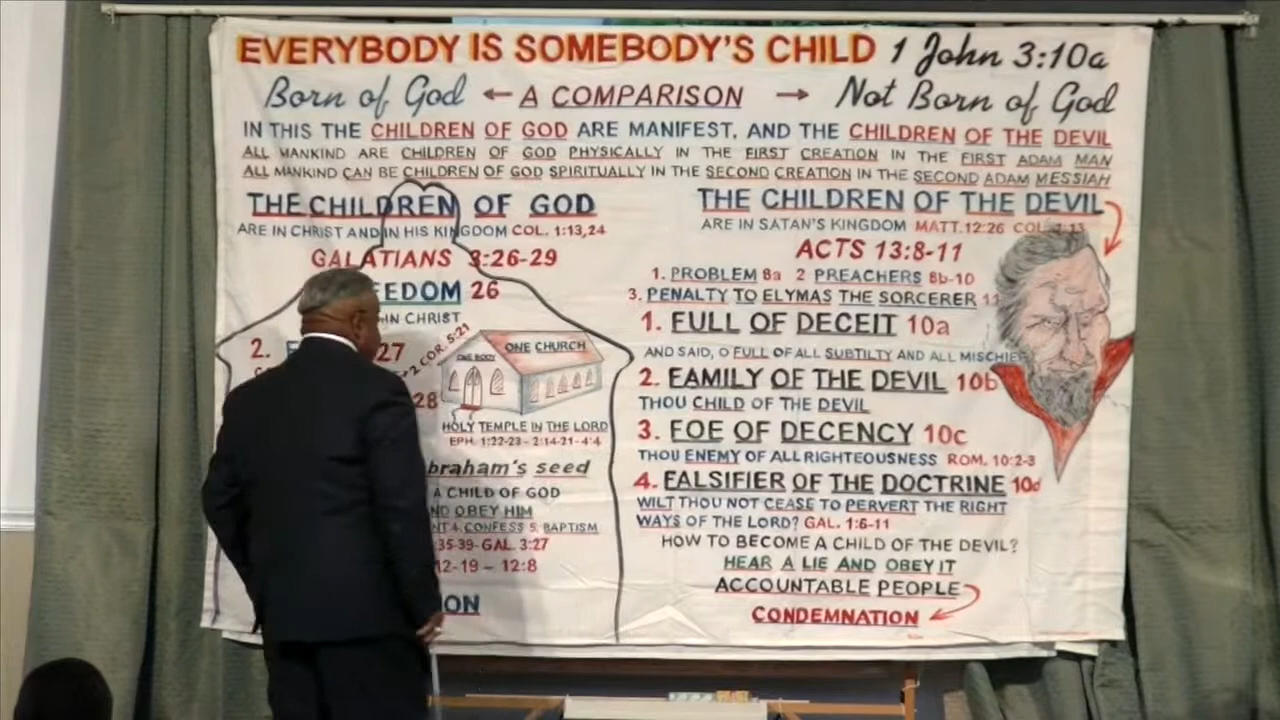 EVERYBODY IS SOMEBODY'S CHILD 1 John 3:10a
Born of God ← A COMPARISON → Not Born of God
IN THIS THE CHILDREN OF GOD ARE MANIFEST, AND THE CHILDREN OF THE DEVIL
ALL MANKIND ARE CHILDREN OF GOD PHYSICALLY IN THE FIRST CREATION IN THE FIRST ADAM MAN
ALL MANKIND CAN BE CHILDREN OF GOD SPIRITUALLY IN THE SECOND CREATION IN THE SECOND ADAM MESSIAH
THE CHILDREN OF GOD
ARE IN CHRIST AND IN HIS KINGDOM COL. 1:13,24
GALATIANS 3:26-29
EEDOM 26
IN CHRIST
2. 27
2 COR. 5:21
28
ONE BODY ONE CHURCH
HOLY TEMPLE IN THE LORD
EPH. 1:22-23 - 2:14-21-4:4
braham's seed
A CHILD OF GOD
ND OBEY HIM
NT 4. CONFESS 5. BAPTISM
35-39- GAL. 3:27
12-19 - 12:8
ON
THE CHILDREN OF THE DEVIL
ARE IN SATAN'S KINGDOM MATT. 12:26 COL. 1:13
ACTS 13:8-11
1. PROBLEM 8a 2 PREACHERS 8b-10
3. PENALTY TO ELYMAS THE SORCERER 11
1. FULL OF DECEIT 10a
AND SAID, O FULL OF ALL SUBTILTY AND ALL MISCHIEF
2. FAMILY OF THE DEVIL 10b
THOU CHILD OF THE DEVIL
3. FOE OF DECENCY 10c
THOU ENEMY OF ALL RIGHTEOUSNESS ROM. 10:2-3
4. FALSIFIER OF THE DOCTRINE 10d
WILT THOU NOT CEASE TO PERVERT THE RIGHT
WAYS OF THE LORD? GAL. 1:6-11
HOW TO BECOME A CHILD OF THE DEVIL?
HEAR A LIE AND OBEY IT
ACCOUNTABLE PEOPLE
CONDEMNATION